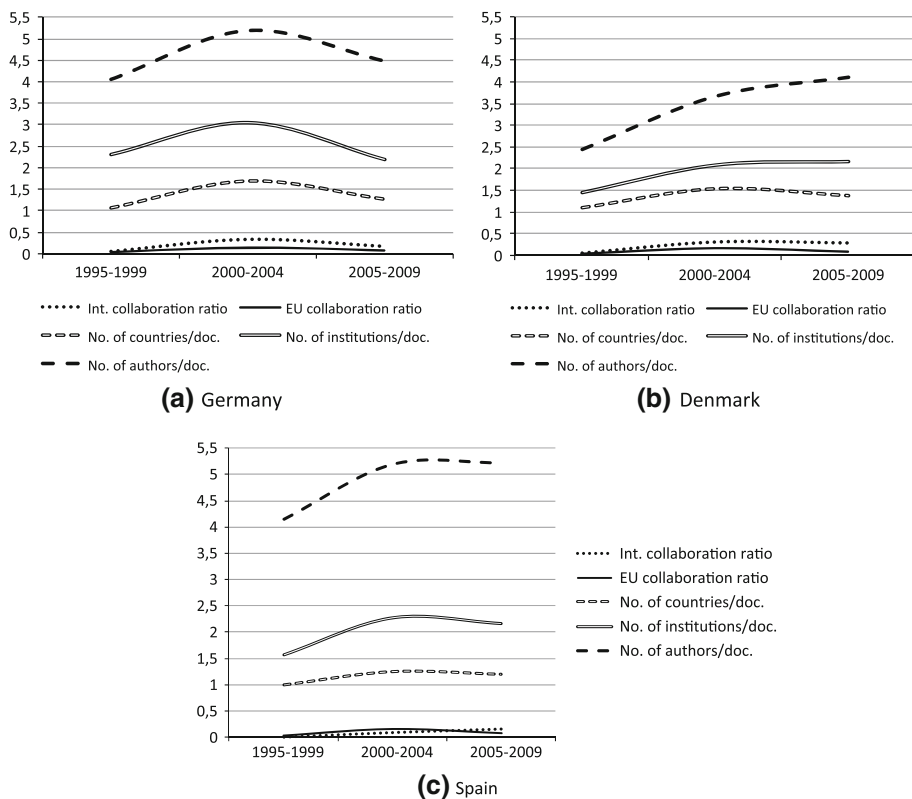 5,5
5
4,5
4
3,5
3
2,5
2
1,5
1
0,5
0
1995-1999 2000-2004 2005-2009
Int. collaboration ratio EU collaboration ratio
No. of countries/doc. No. of institutions/doc.
No. of authors/doc.
(a) Germany
5,5
5
4,5
4
3,5
3
2,5
2
1,5
1
0,5
0
1995-1999 2000-2004 2005-2009
Int. collaboration ratio EU collaboration ratio
No. of countries/doc. No. of institutions/doc.
No. of authors/doc.
(b) Denmark
5,5
5
4,5
4
3,5
3
2,5
2
1,5
1
0,5
0
1995-1999 2000-2004 2005-2009
Int. collaboration ratio
EU collaboration ratio
No. of countries/doc.
No. of institutions/doc.
No. of authors/doc.
(c) Spain